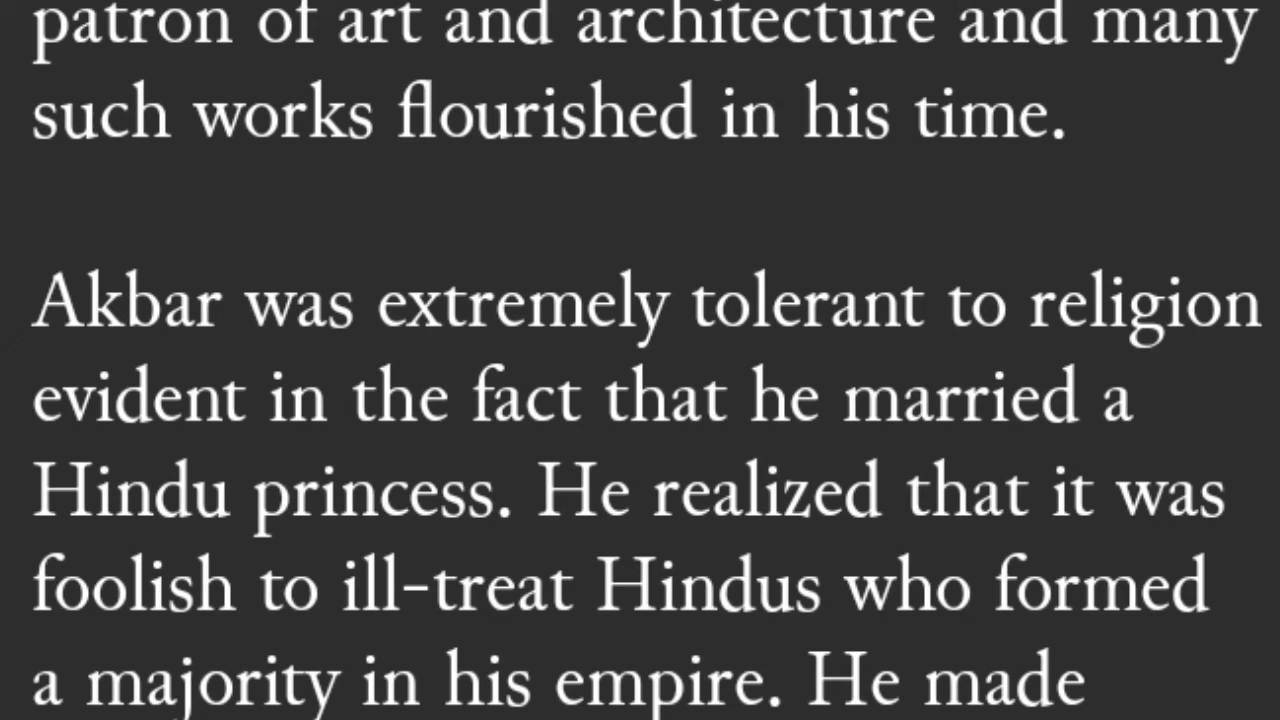 patron of art and architecture and many
such works flourished in his time.
Akbar was extremely tolerant to religion
evident in the fact that he married a
Hindu princess. He realized that it was
foolish to ill-treat Hindus who formed
a majority in his empire. He made